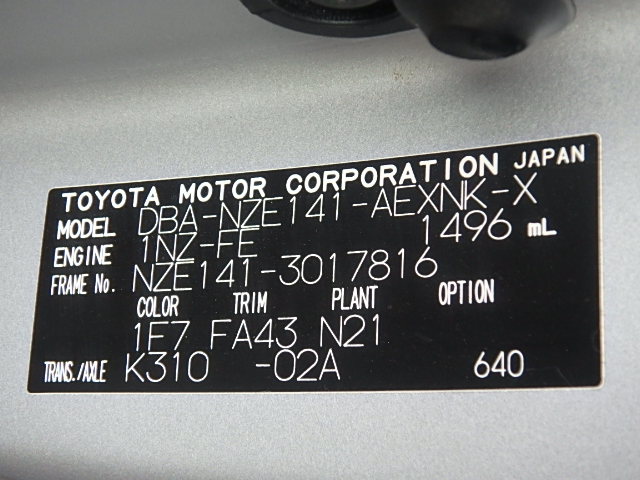 TOYOTA MOTOR CORPORATION JAPAN
MODEL DBA-NZE141-AEXNK-X
ENGINE 1NZ-FE 1496 mL
FRAME No. NZE141-3017816
COLOR TRIM PLANT OPTION
1F7 FA43 N21
TRANS./AXLE K310 -02A 640